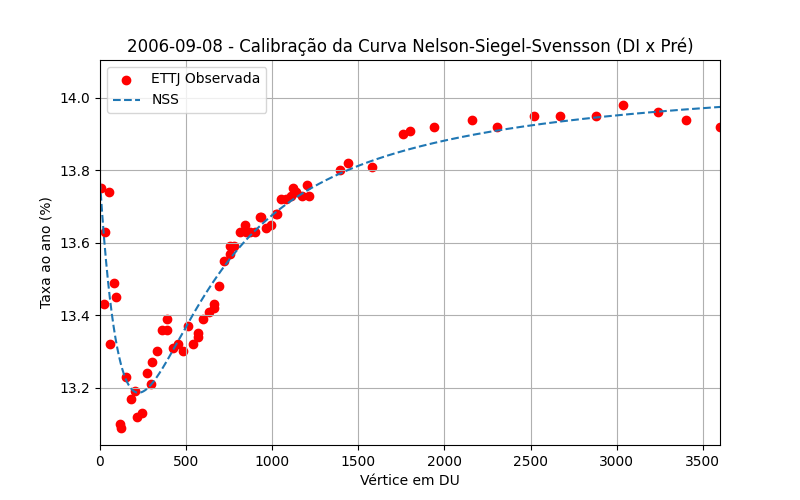 2006-09-08 - Calibração da Curva Nelson-Siegel-Svensson (DI x Pré)
ETTJ Observada
NSS
Taxa ao ano (%)
14.0
13.8
13.6
13.4
13.2
0 500 1000 1500 2000 2500 3000 3500
Vértice em DU